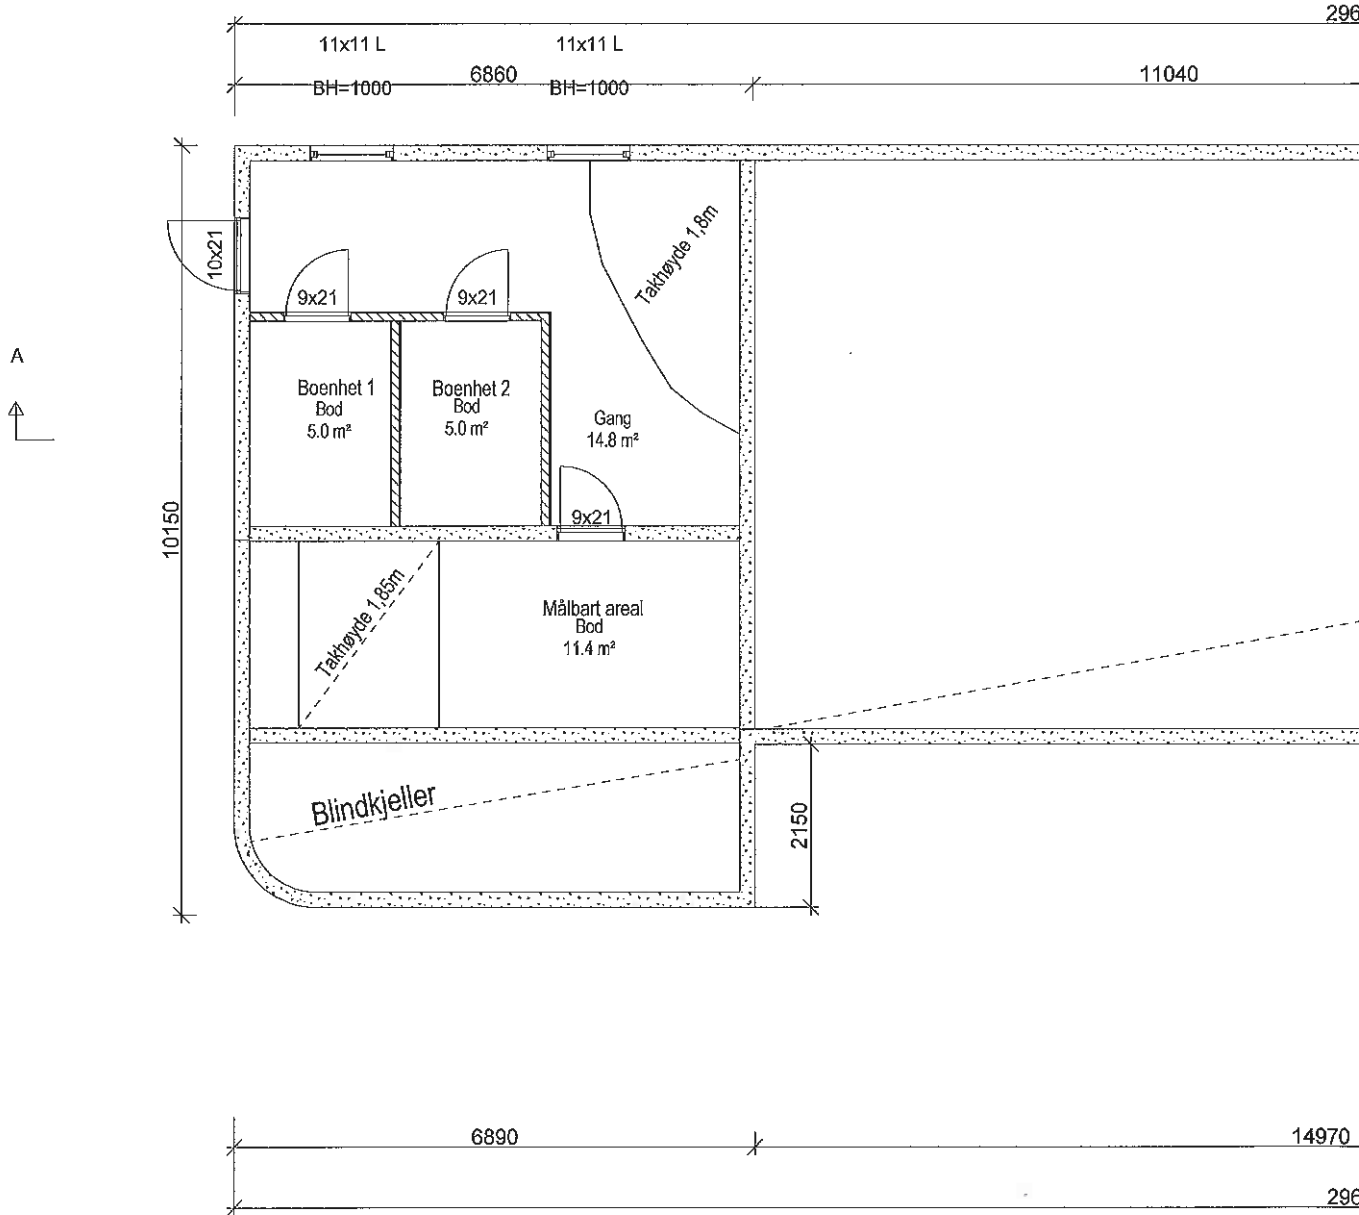 296
11x11 L
11x11 L
6860
11040
BH=1000
BH=1000
10x21
Takhøyde 1,8m
9x21
9x21
A
Boenhet 1
Bod
5.0 m²
Boenhet 2
Bod
5.0 m²
Gang
14.8 m²
10150
9x21
Takhøyde 1,85m
Målbart areal
Bod
11.4 m²
Blindkjeller
2150
6890
14970
296